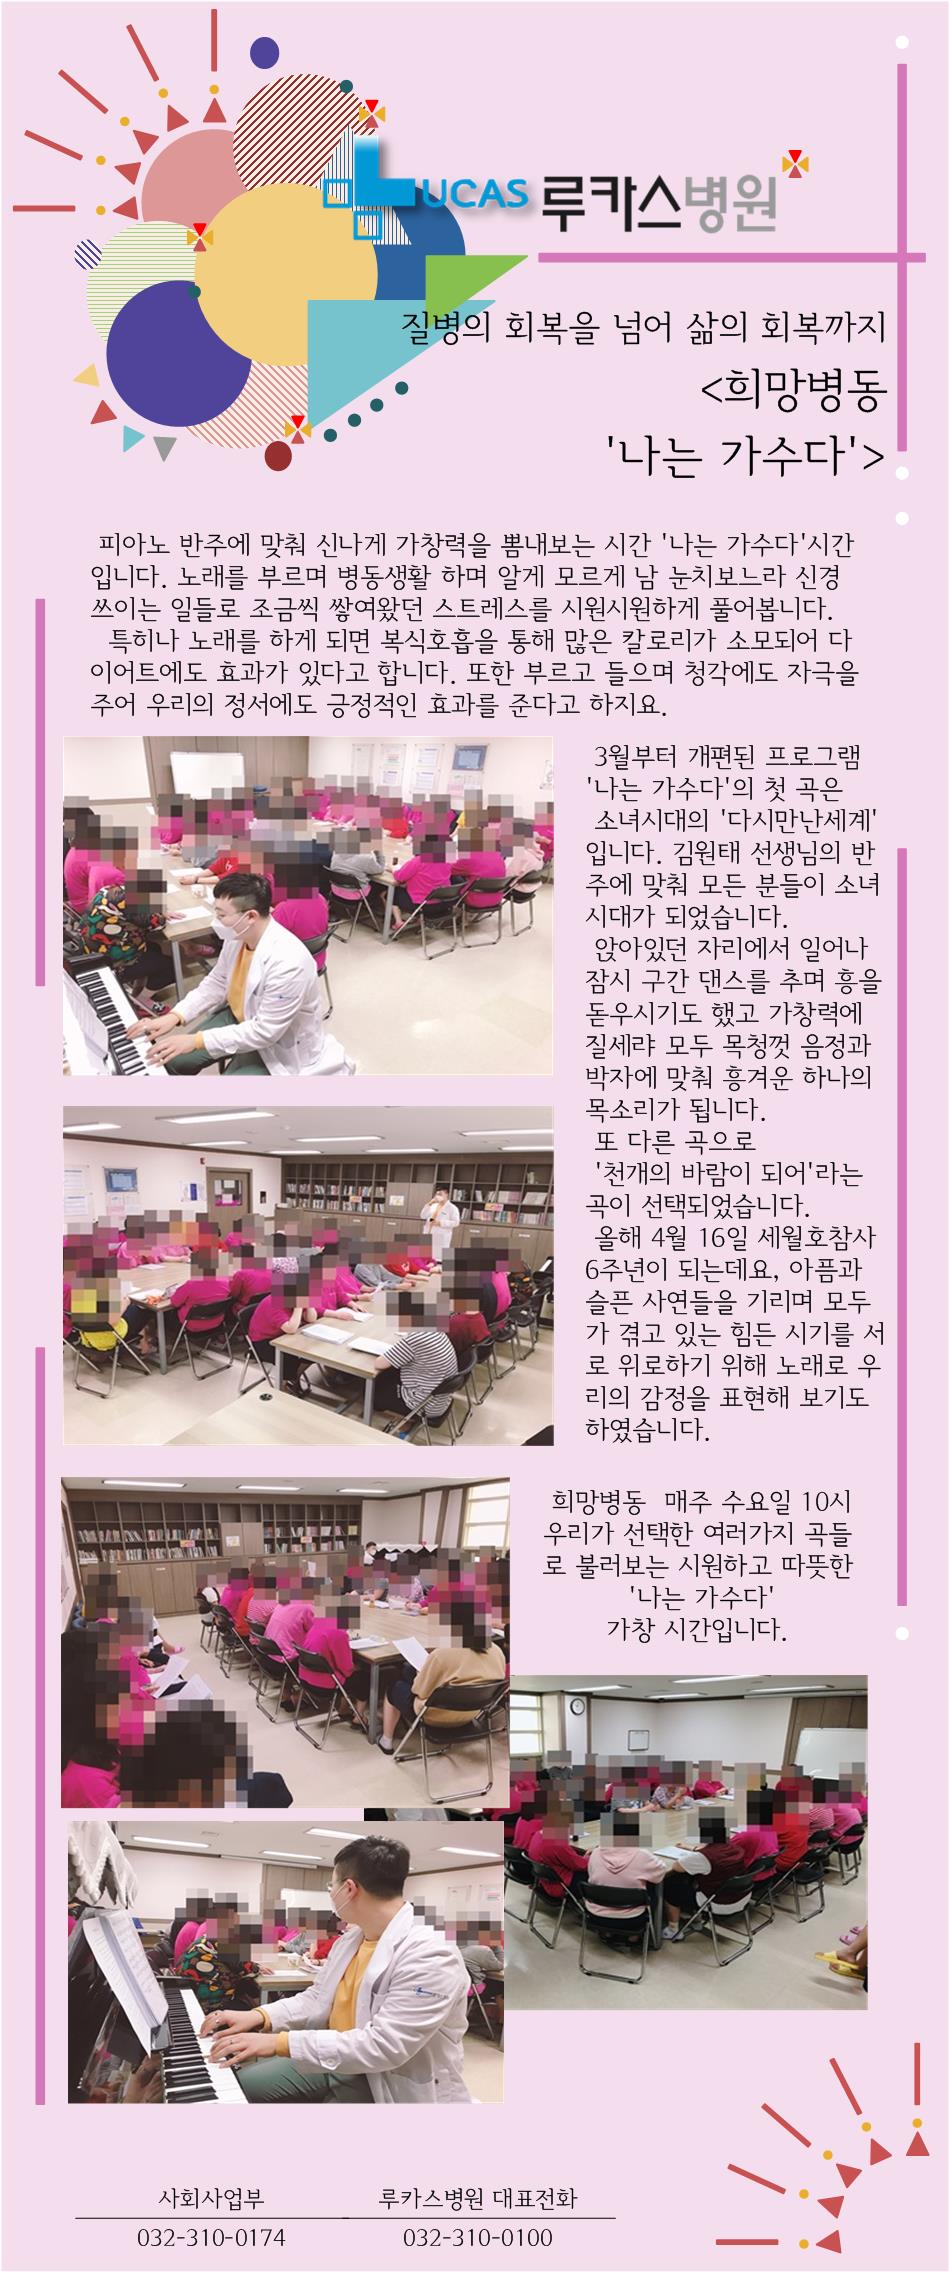 LUCAS 루카스병원
질병의 회복을 넘어 삶의 회복까지
<희망병동
'나는 가수다'>
피아노 반주에 맞춰 신나게 가창력을 뽐내보는 시간 '나는 가수다'시간
입니다. 노래를 부르며 병동생활 하며 알게 모르게 남 눈치보느라 신경
쓰이는 일들로 조금씩 쌓여왔던 스트레스를 시원시원하게 풀어봅니다.
특히나 노래를 하게 되면 복식호흡을 통해 많은 칼로리가 소모되어 다
이어트에도 효과가 있다고 합니다. 또한 부르고 들으며 청각에도 자극을
주어 우리의 정서에도 긍정적인 효과를 준다고 하지요.
3월부터 개편된 프로그램
'나는 가수다'의 첫 곡은
소녀시대의 '다시만난세계'
입니다. 김원태 선생님의 반
주에 맞춰 모든 분들이 소녀
시대가 되었습니다.
앉아있던 자리에서 일어나
잠시 구간 댄스를 추며 흥을
돋우시기도 했고 가창력에
질세랴 모두 목청껏 음정과
박자에 맞춰 흥겨운 하나의
목소리가 됩니다.
또 다른 곡으로
'천개의 바람이 되어'라는
곡이 선택되었습니다.
올해 4월 16일 세월호참사
6주년이 되는데요, 아픔과
슬픈 사연들을 기리며 모두
가 겪고 있는 힘든 시기를 서
로 위로하기 위해 노래로 우
리의 감정을 표현해 보기도
하였습니다.
희망병동 매주 수요일 10시
우리가 선택한 여러가지 곡들
로 불러보는 시원하고 따뜻한
'나는 가수다'
가창 시간입니다.
사회사업부
032-310-0174
루카스병원 대표전화
032-310-0100